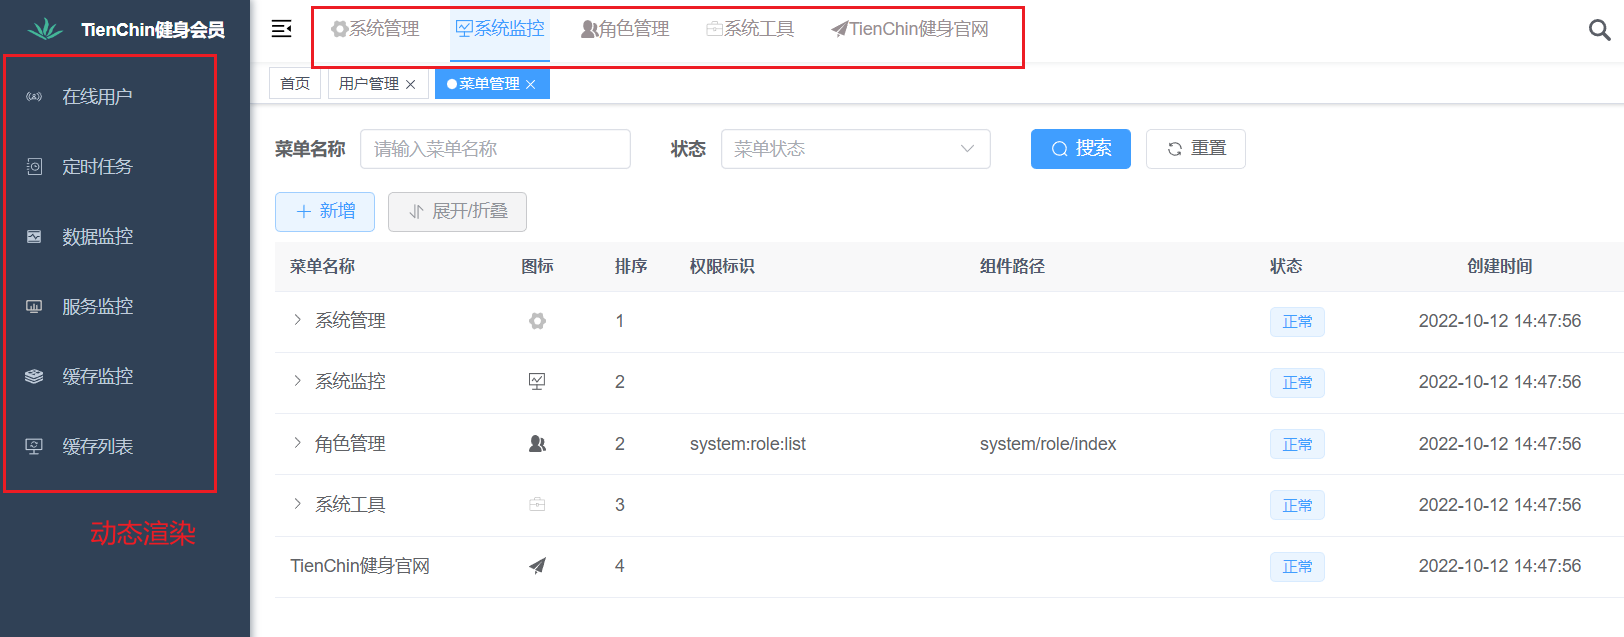 TienChin健身会员
系统管理 系统监控 角色管理 系统工具 TienChin健身官网
首页 用户管理 菜单管理
在线用户
定时任务
数据监控
服务监控
缓存监控
缓存列表
动态渲染
菜单名称 请输入菜单名称 状态 菜单状态 搜索 重置
新增 展开/折叠
菜单名称 图标 排序 权限标识 组件路径 状态 创建时间
系统管理 1 正常 2022-10-12 14:47:56
系统监控 2 正常 2022-10-12 14:47:56
角色管理 2 system:role:list system/role/index 正常 2022-10-12 14:47:56
系统工具 3 正常 2022-10-12 14:47:56
TienChin健身官网 4 正常 2022-10-12 14:47:56